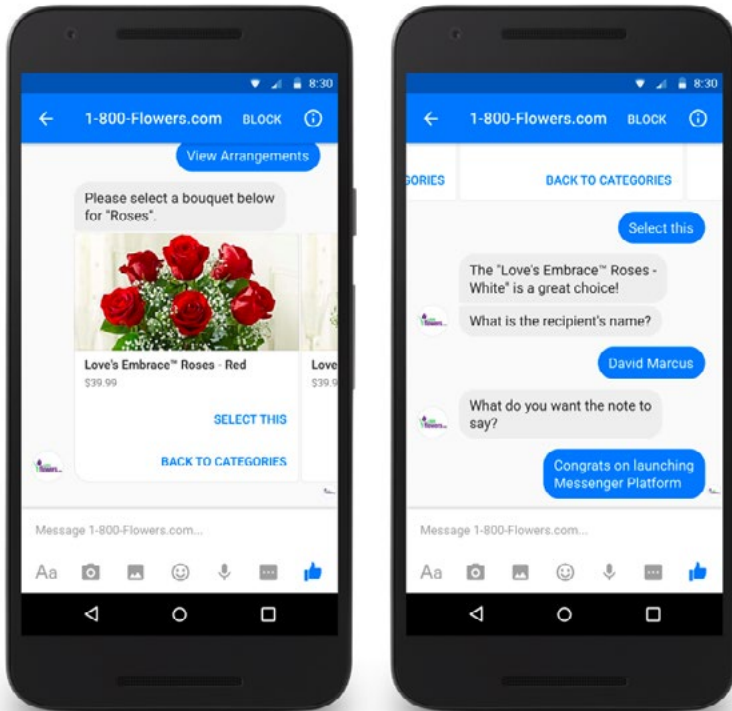 8:30
1-800-Flowers.com BLOCK
View Arrangements
Please select a bouquet below
for "Roses".
Love's Embrace™ Roses - Red
$39.99
Love
$39.9
SELECT THIS
BACK TO CATEGORIES
Message 1-800-Flowers.com...
Aa
8:30
1-800-Flowers.com BLOCK
GORIES
BACK TO CATEGORIES
Select this
The "Love's Embrace™ Roses -
White" is a great choice!
What is the recipient's name?
David Marcus
What do you want the note to
say?
Congrats on launching
Messenger Platform
Message 1-800-Flowers.com...
Aa